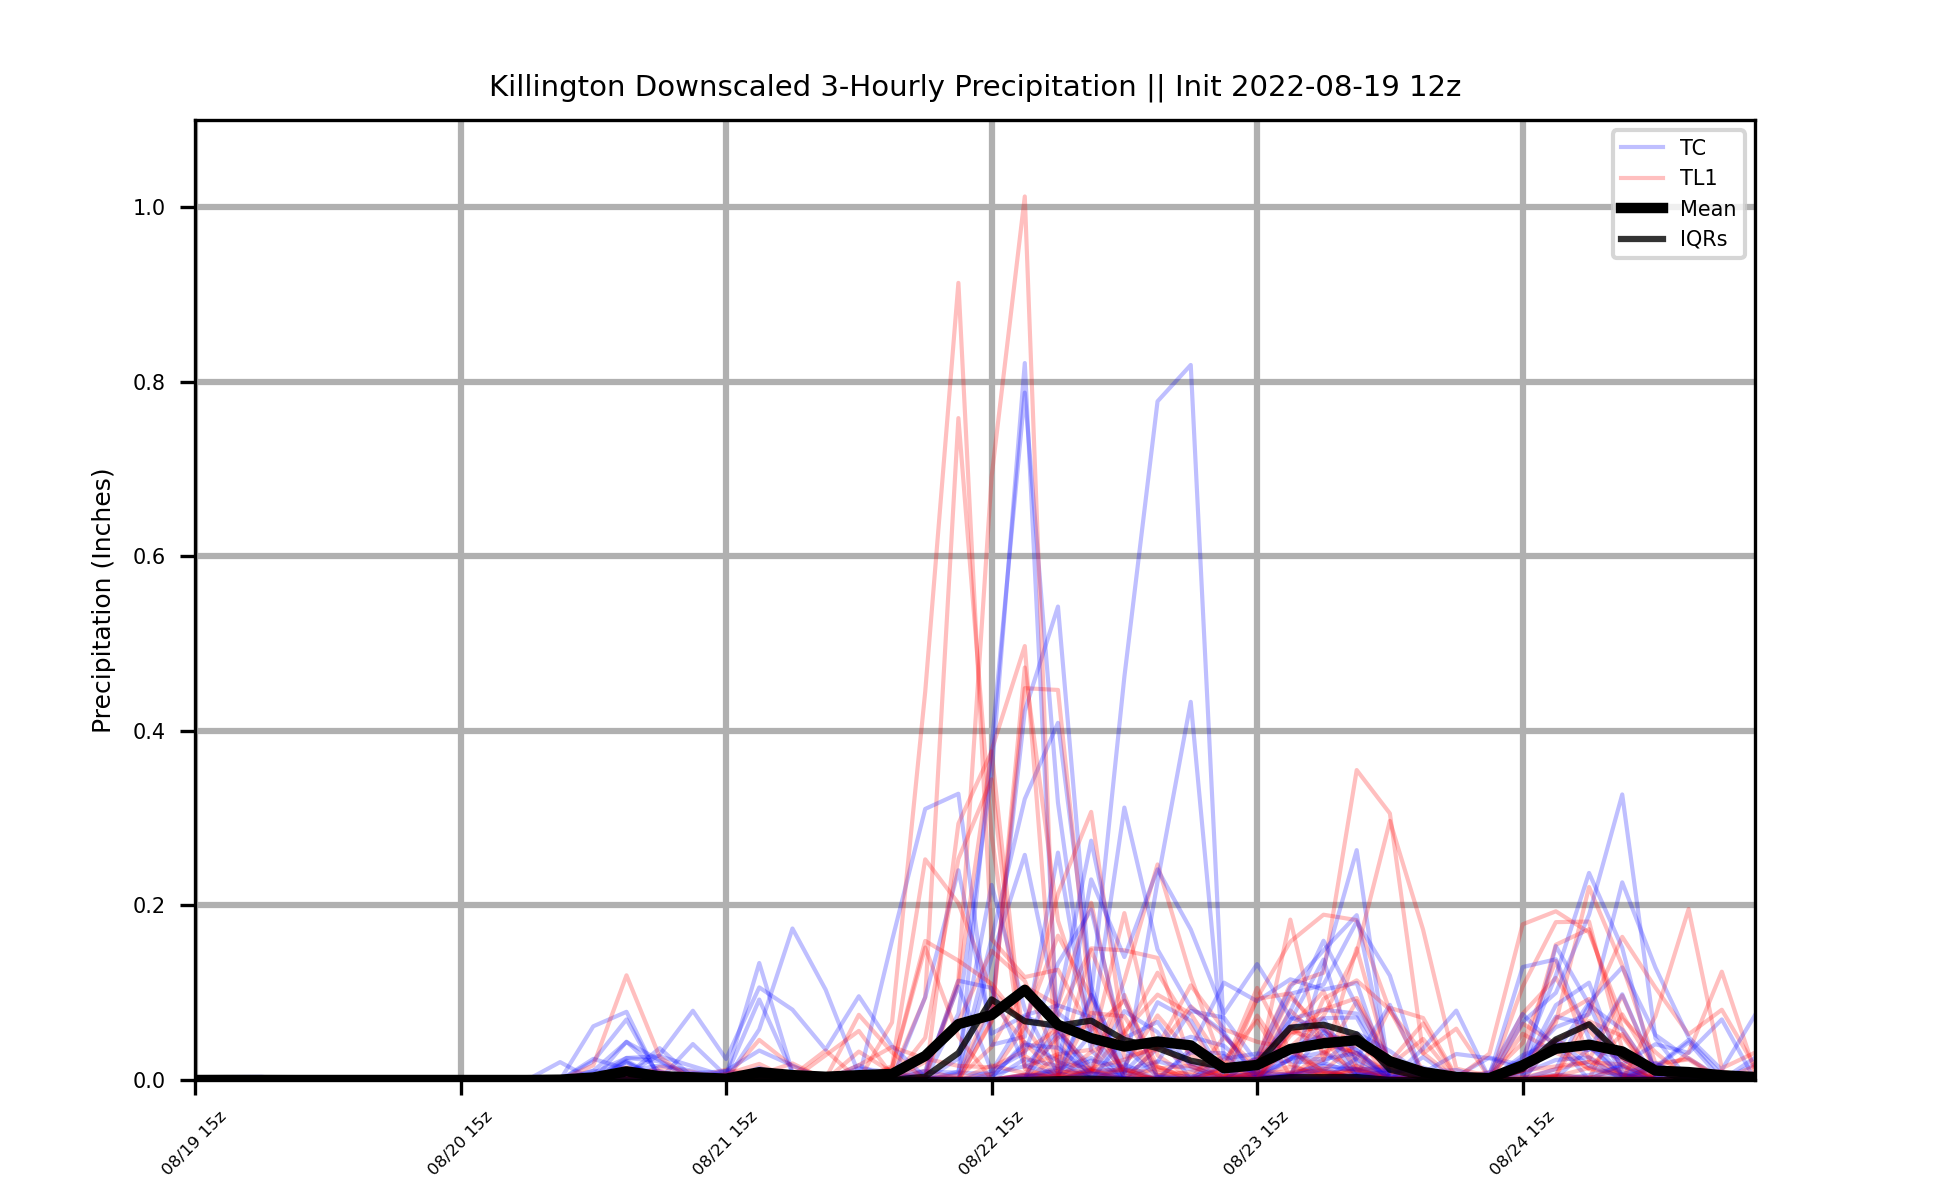 Killington Downscaled 3-Hourly Precipitation || Init 2022-08-19 12z
TC
TL1
Mean
IQRs
Precipitation (Inches)
1.0
0.8
0.6
0.4
0.2
0.0
08/19 15z
08/20 15z
08/21 15z
08/22 15z
08/23 15z
08/24 15z